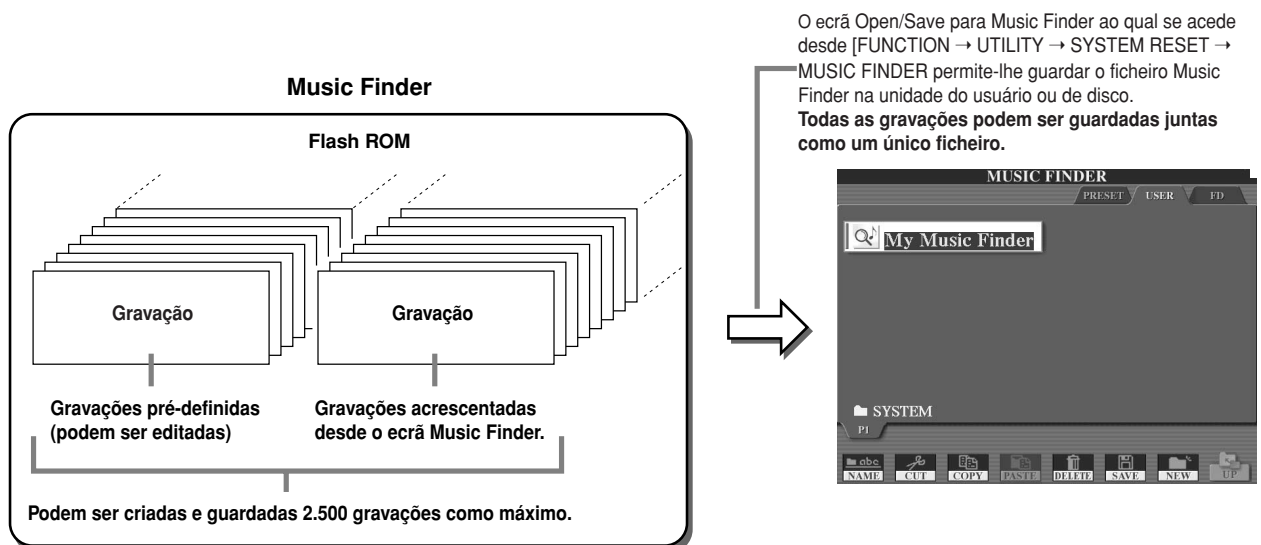 O ecrã Open/Save para Music Finder ao qual se acede
desde [FUNCTION → UTILITY → SYSTEM RESET →
MUSIC FINDER permite-lhe guardar o ficheiro Music
Finder na unidade do usuário ou de disco.
Todas as gravações podem ser guardadas juntas
como um único ficheiro.
Music Finder
Flash ROM
Gravação
Gravação
Gravações pré-definidas
(podem ser editadas)
Gravações acrescentadas
desde o ecrã Music Finder.
Podem ser criadas e guardadas 2.500 gravações como máximo.
MUSIC FINDER
PRESET USER FD
My Music Finder
SYSTEM
P1
abc
NAME CUT COPY PASTE DELETE SAVE NEW UP